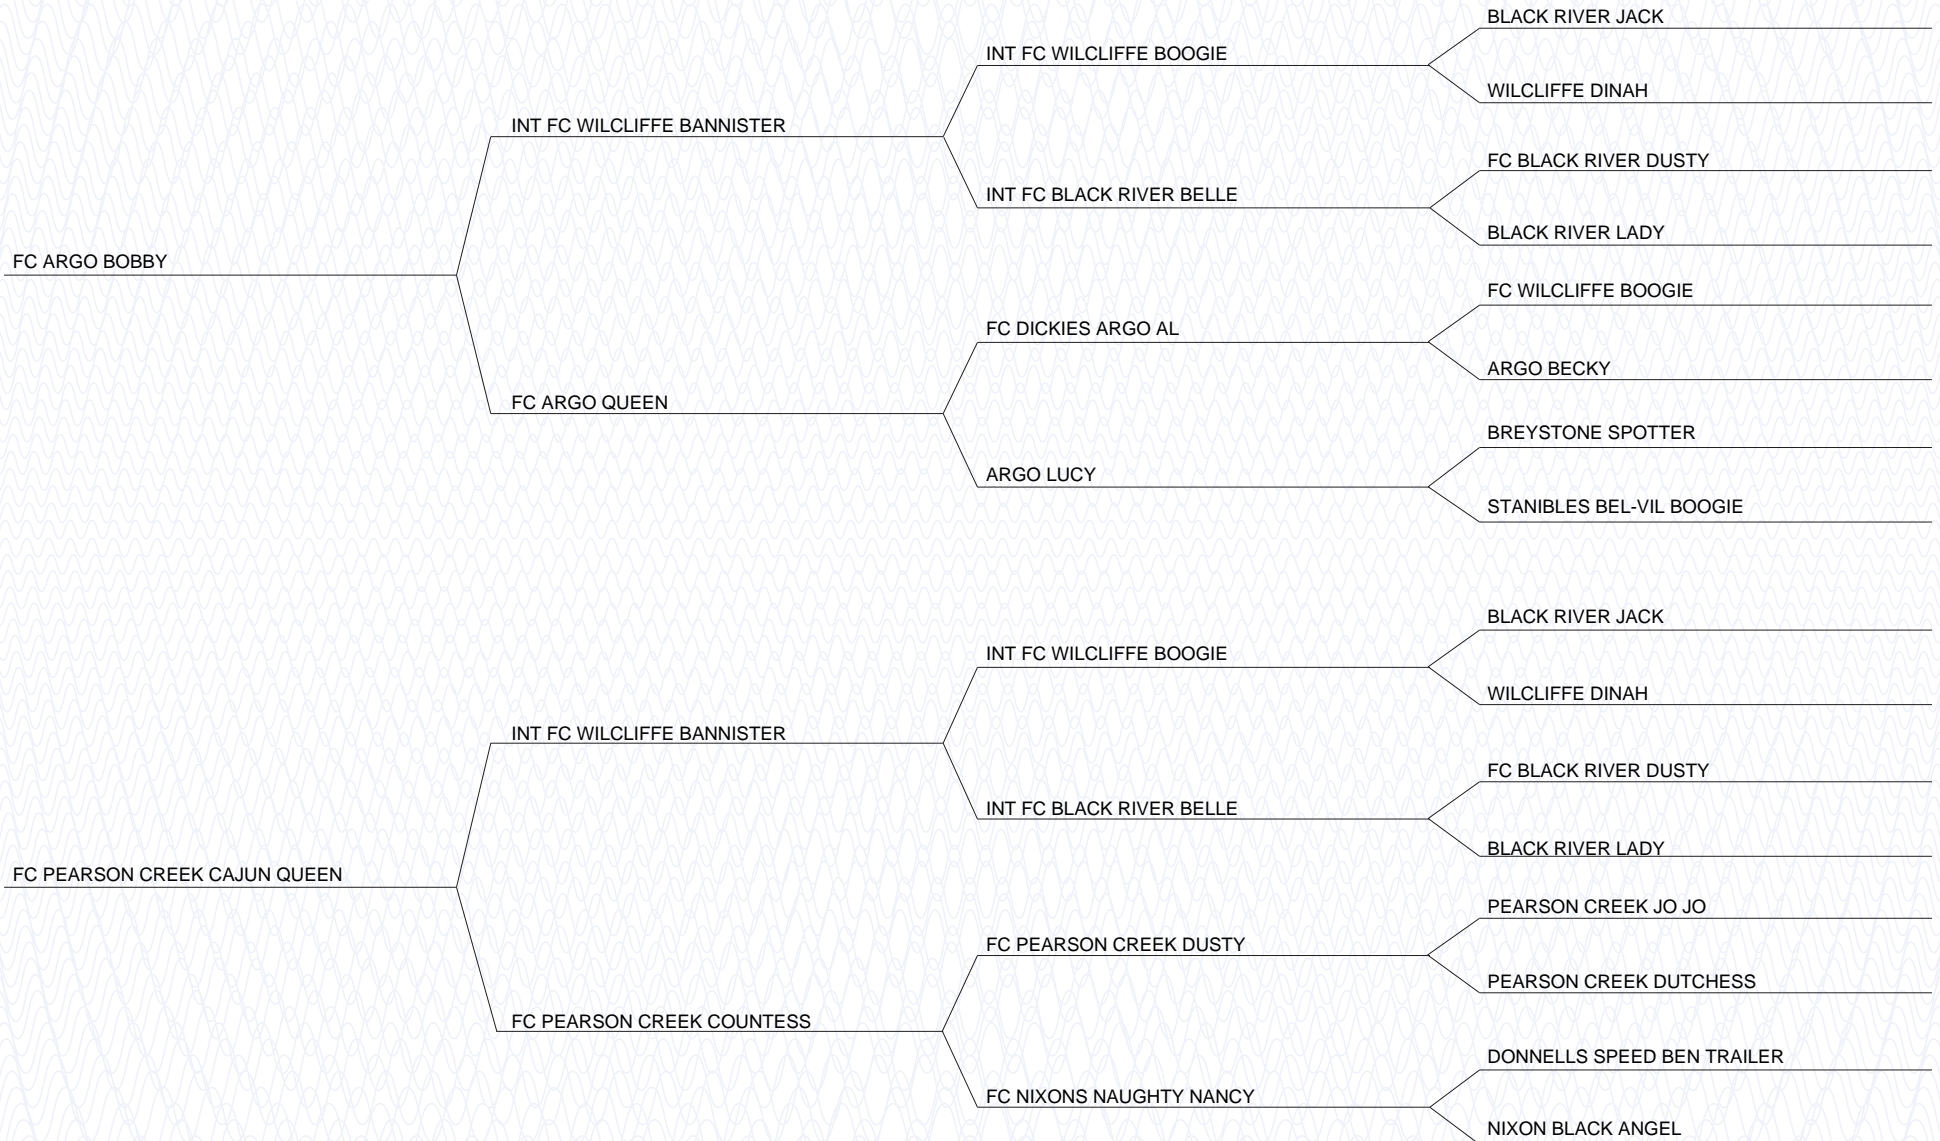 BLACK RIVER JACK
INT FC WILCLIFFE BOOGIE
WILCLIFFE DINAH
INT FC WILCLIFFE BANNISTER
FC BLACK RIVER DUSTY
INT FC BLACK RIVER BELLE
BLACK RIVER LADY
FC ARGO BOBBY
FC WILCLIFFE BOOGIE
FC DICKIES ARGO AL
ARGO BECKY
FC ARGO QUEEN
BREYSTONE SPOTTER
ARGO LUCY
STANIBLES BEL-VIL BOOGIE
BLACK RIVER JACK
INT FC WILCLIFFE BOOGIE
WILCLIFFE DINAH
INT FC WILCLIFFE BANNISTER
FC BLACK RIVER DUSTY
INT FC BLACK RIVER BELLE
BLACK RIVER LADY
FC PEARSON CREEK CAJUN QUEEN
PEARSON CREEK JO JO
FC PEARSON CREEK DUSTY
PEARSON CREEK DUTCHESS
FC PEARSON CREEK COUNTESS
DONNELLS SPEED BEN TRAILER
FC NIXONS NAUGHTY NANCY
NIXON BLACK ANGEL